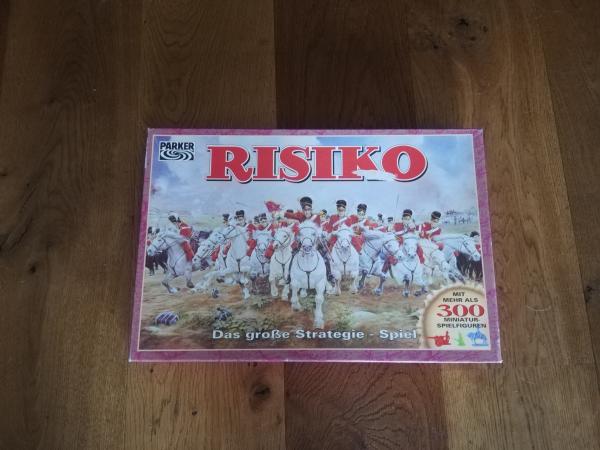 PARKER
RISIKO
Das große Strategie - Spiel
MIT
MEHR ALS
300
MINIATUR-
SPIELFIGUREN